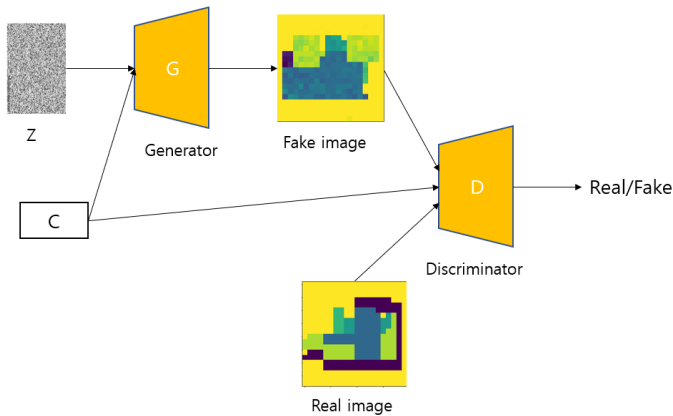 G
Z
Generator
Fake image
C
D
Real/Fake
Discriminator
Real image